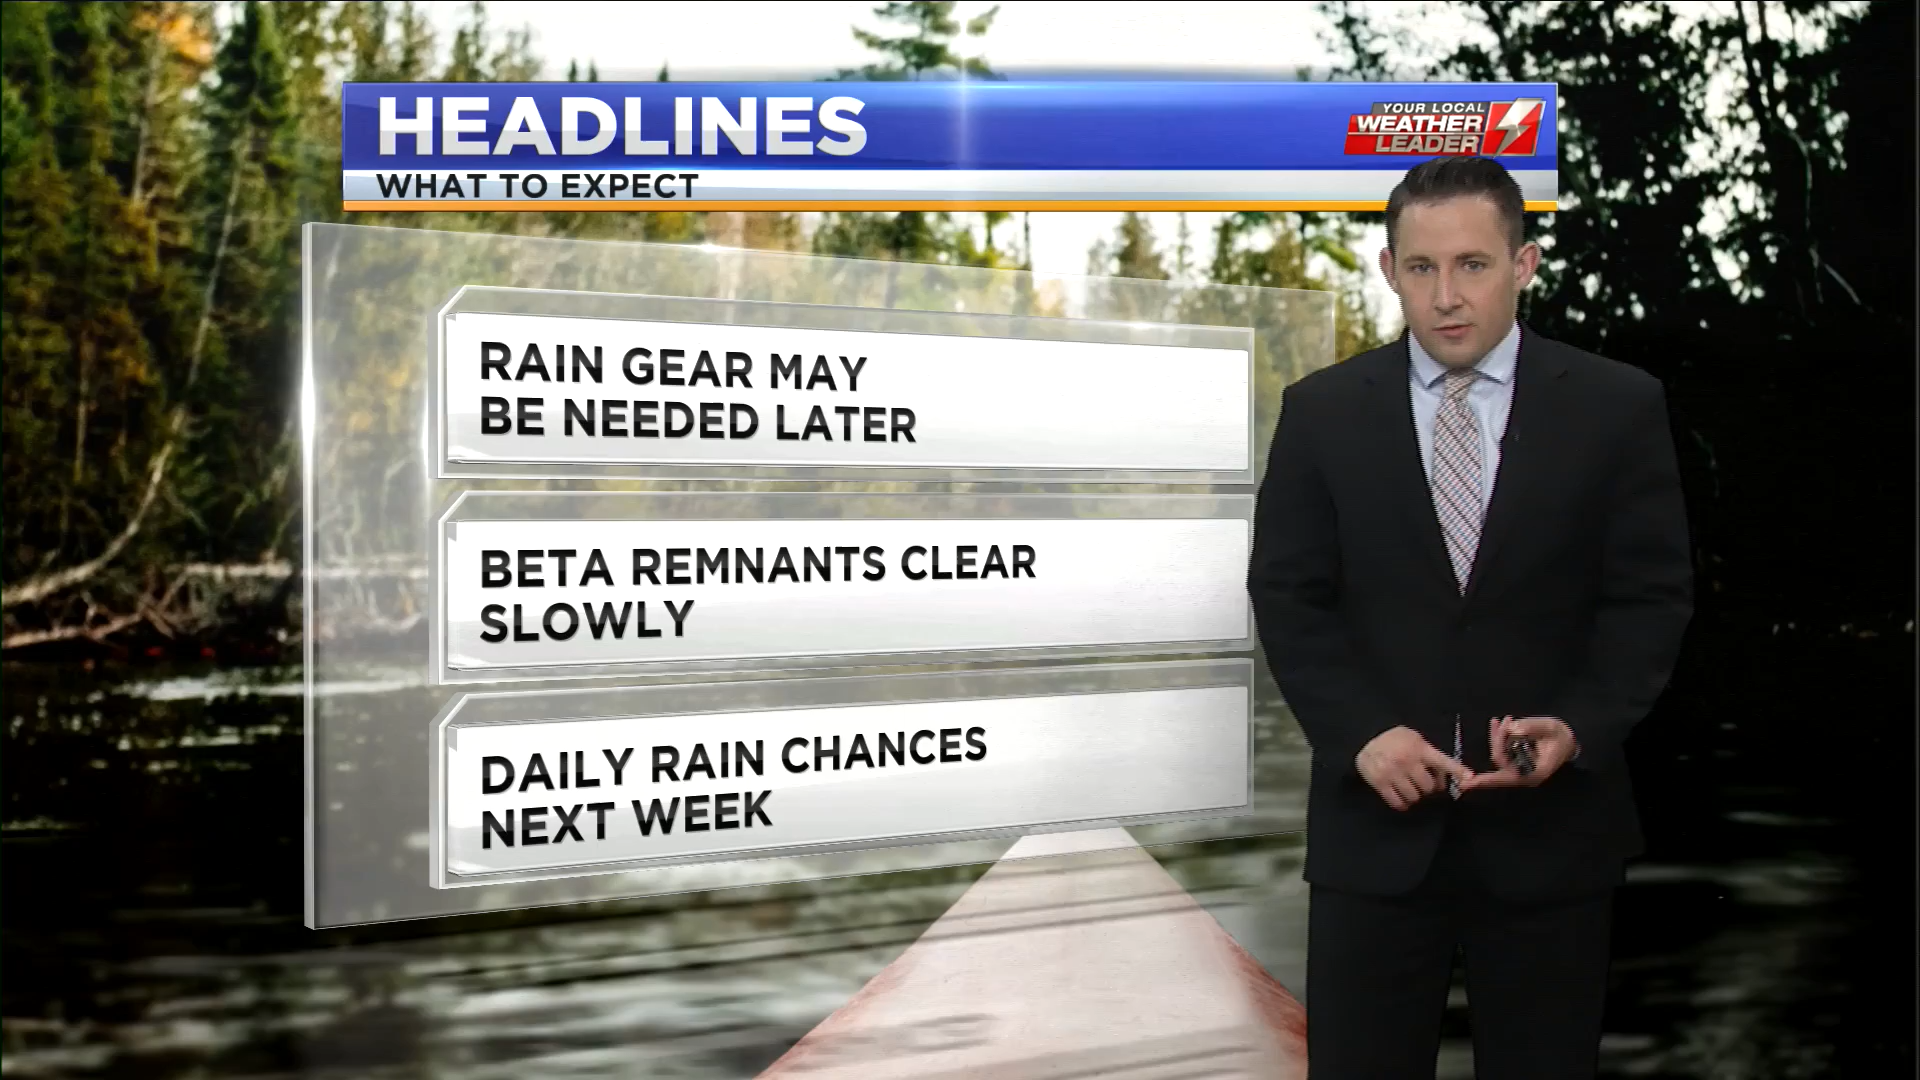 HEADLINES
WHAT TO EXPECT
YOUR LOCAL
WEATHER
LEADER
RAIN GEAR MAY
BE NEEDED LATER
BETA REMNANTS CLEAR
SLOWLY
DAILY RAIN CHANCES
NEXT WEEK